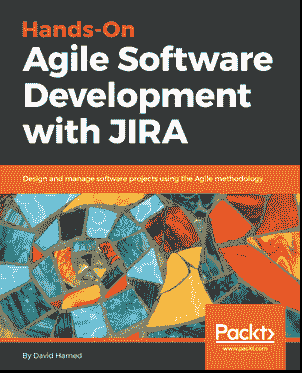 Hands-On
Agile Software
Development
with JIRA
Design and manage software projects using the Agile methodology
Packt>
www.packt.com
By David Harned